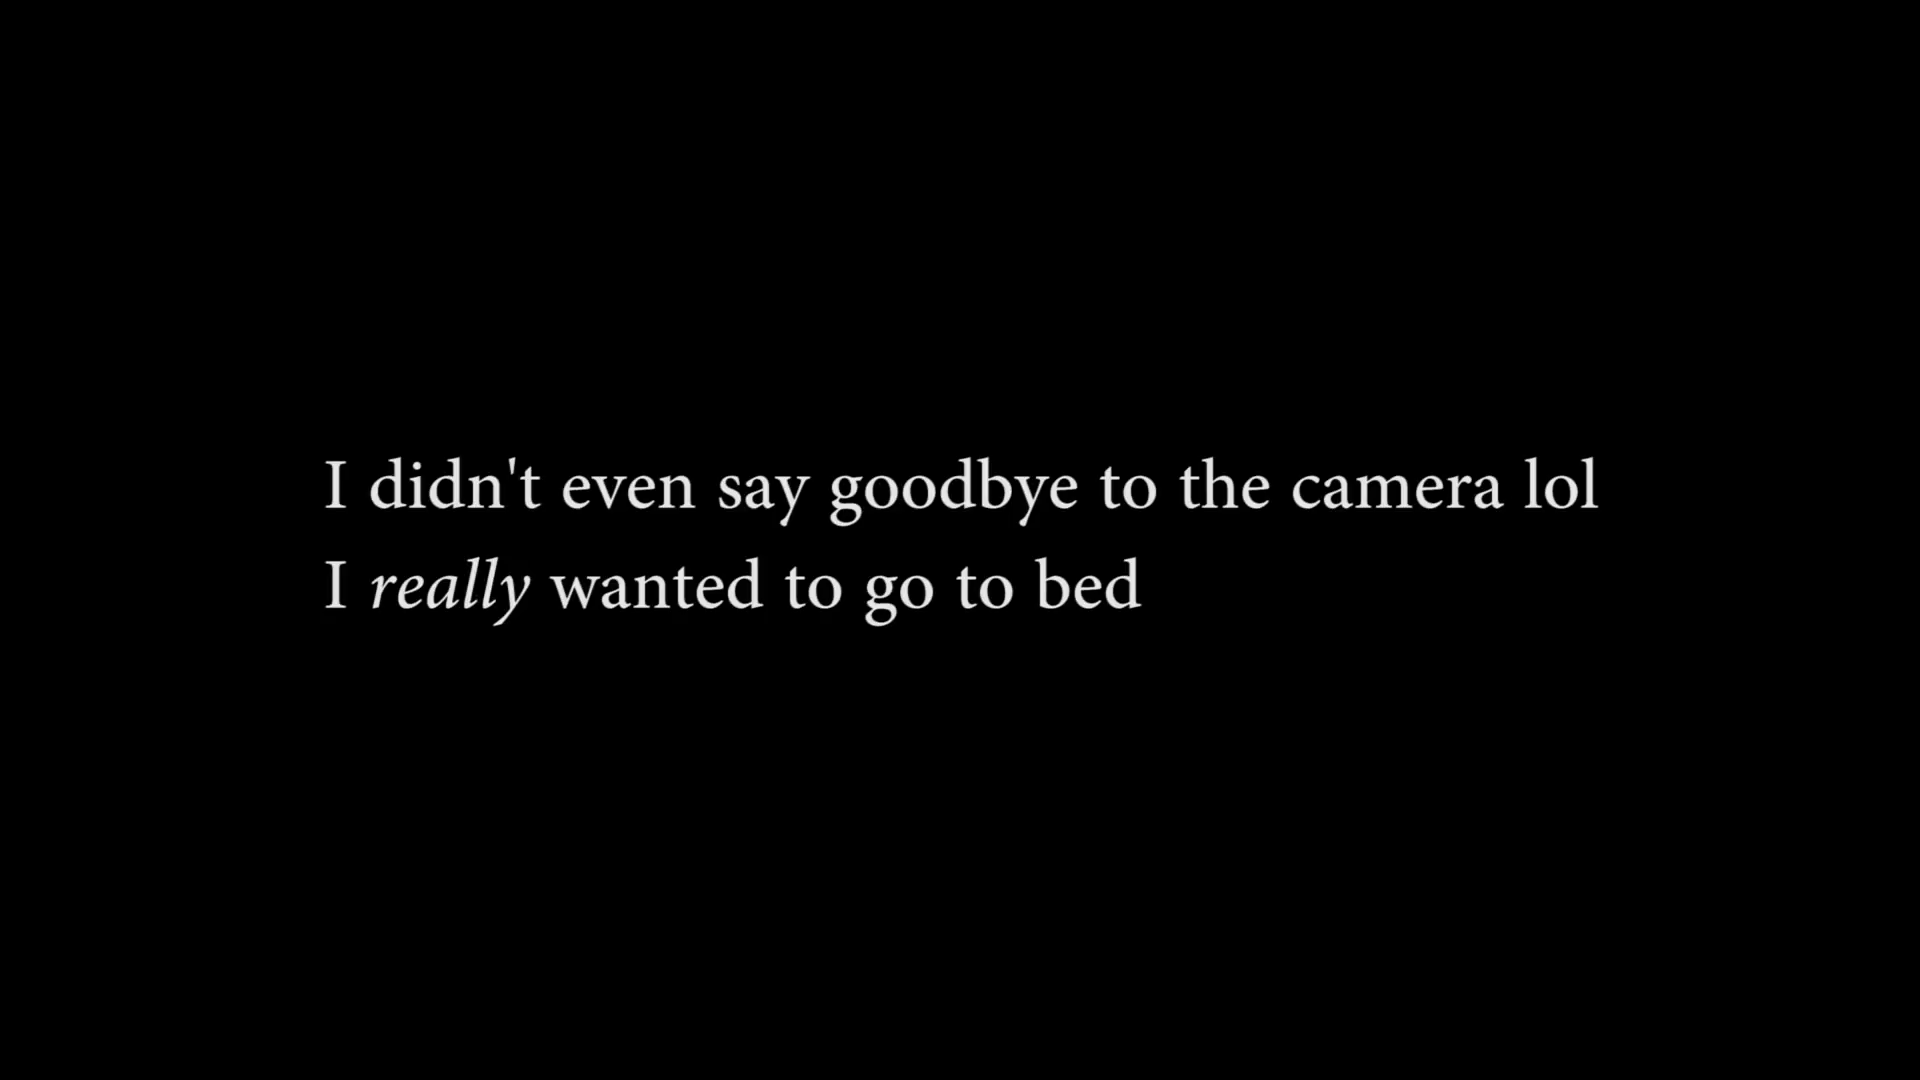 I didn't even say goodbye to the camera lol
I really wanted to go to bed